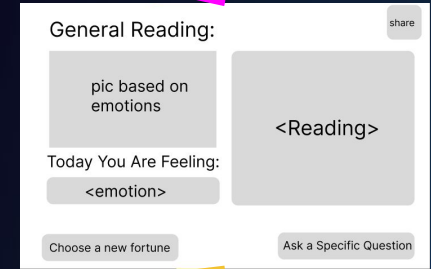 General Reading:
share
pic based on
emotions
<Reading>
Today You Are Feeling:
<emotion>
Choose a new fortune
Ask a Specific Question